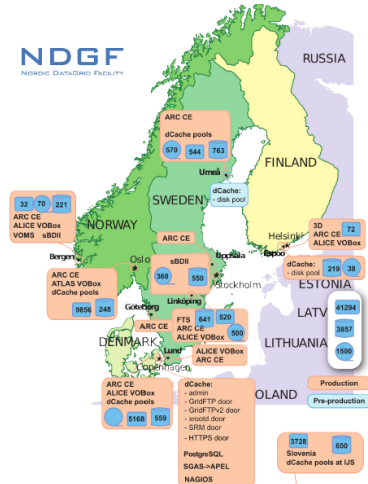 NDGF
NORDIC DATAGRID FACILITY
RUSSIA
ARC CE
dCache pools
570 544 763
Umeå
FINLAND
dCache:
- disk pool
SWEDEN
32 70 221
ARC CE
ALICE VOBox
VOMS sBDII
Bergen
NORWAY
ARC CE
Helsinki
Espoo
3D 72
ARC CE
ALICE VOBox
Oslo
sBDII
360 550
Uppsala
Stockholm
dCache:
- disk pool 219 38
ESTONIA
ARC CE
ATLAS VOBox
dCache pools
9656 248
Göteborg
Linköping
ARC CE
FTS 641 520
ARC CE
ALICE VOBox 500
LATV
41294
3857
1500
LITHUANIA
DENMARK
Lund
Copenhagen
ALICE VOBox
ARC CE
ARC CE
ALICE VOBox
dCache pools
5168 559
dCache:
- admin
- GridFTP door
- GridFTPv2 door
- xrootd door
- SRM door
- HTTPS door
PostgreSQL
SGAS->APEL
NAGIOS
OLAND
Production
Pre-production
3728 650
Slovenia
dCache pools at IJS